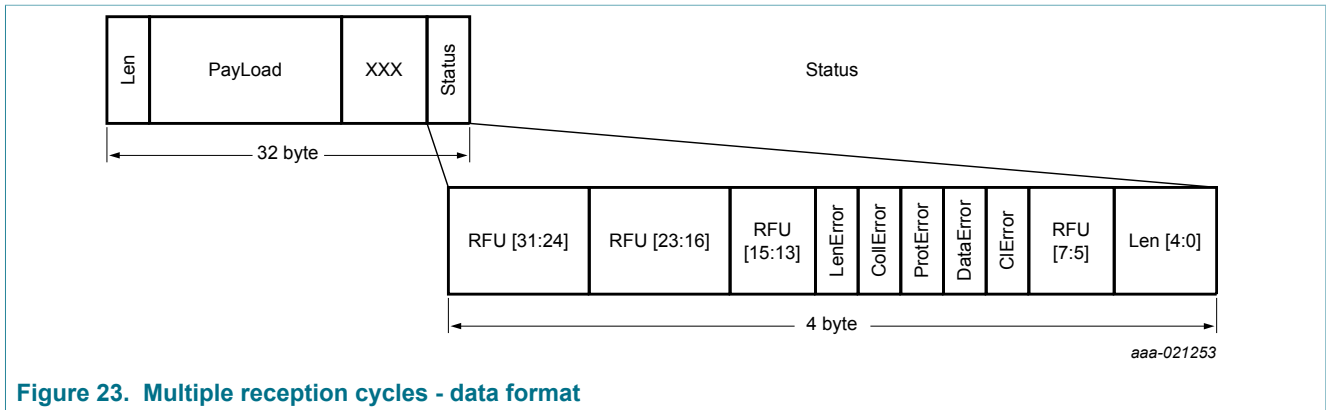 Len
PayLoad
XXX
Status
Status
32 byte
RFU [31:24]
RFU [23:16]
RFU
[15:13]
LenError
CollError
ProtError
DataError
ClError
RFU
[7:5]
Len [4:0]
4 byte
aaa-021253
Figure 23. Multiple reception cycles - data format